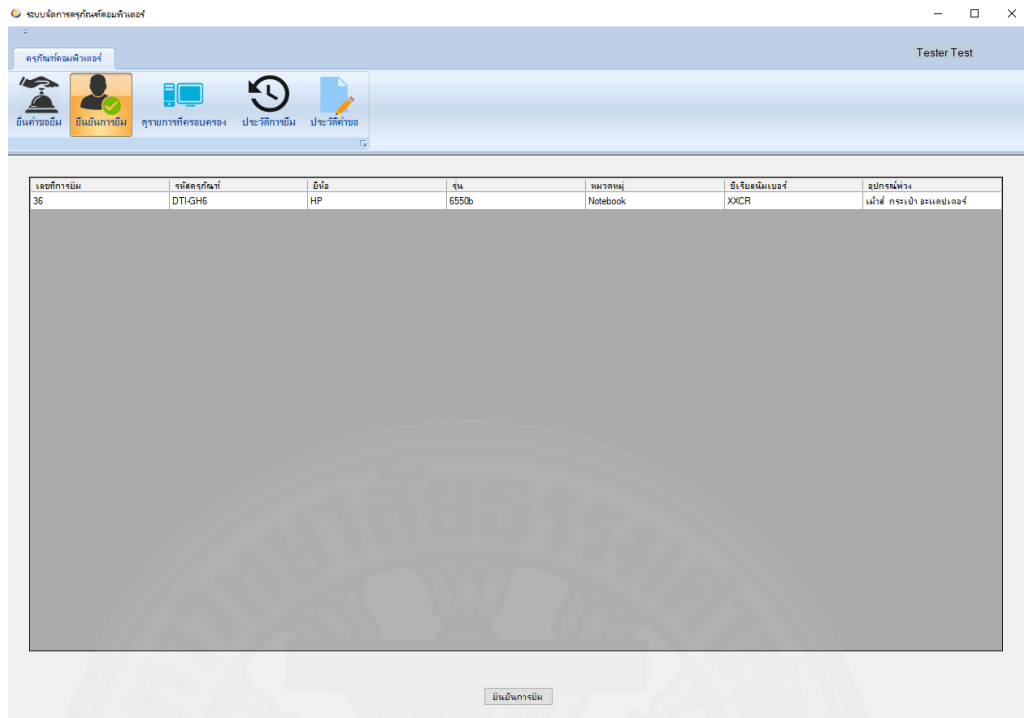 ระบบจัดการครุภัณฑ์คอมพิวเตอร์
ครุภัณฑ์คอมพิวเตอร์
Tester Test
ยื่นคำขอยืม ยืนยันการยืม ดูรายการที่ครอบครอง ประวัติการยืม ประวัติคำขอ
เลขที่การยืม รหัสครุภัณฑ์ ยี่ห้อ รุ่น หมวดหมู่ ซีเรียลนัมเบอร์ อุปกรณ์พ่วง
36 DTI-GH6 HP 6550b Notebook XXCR เม้าส์ กระเป๋า อะแดปเตอร์
ยืนยันการยืม